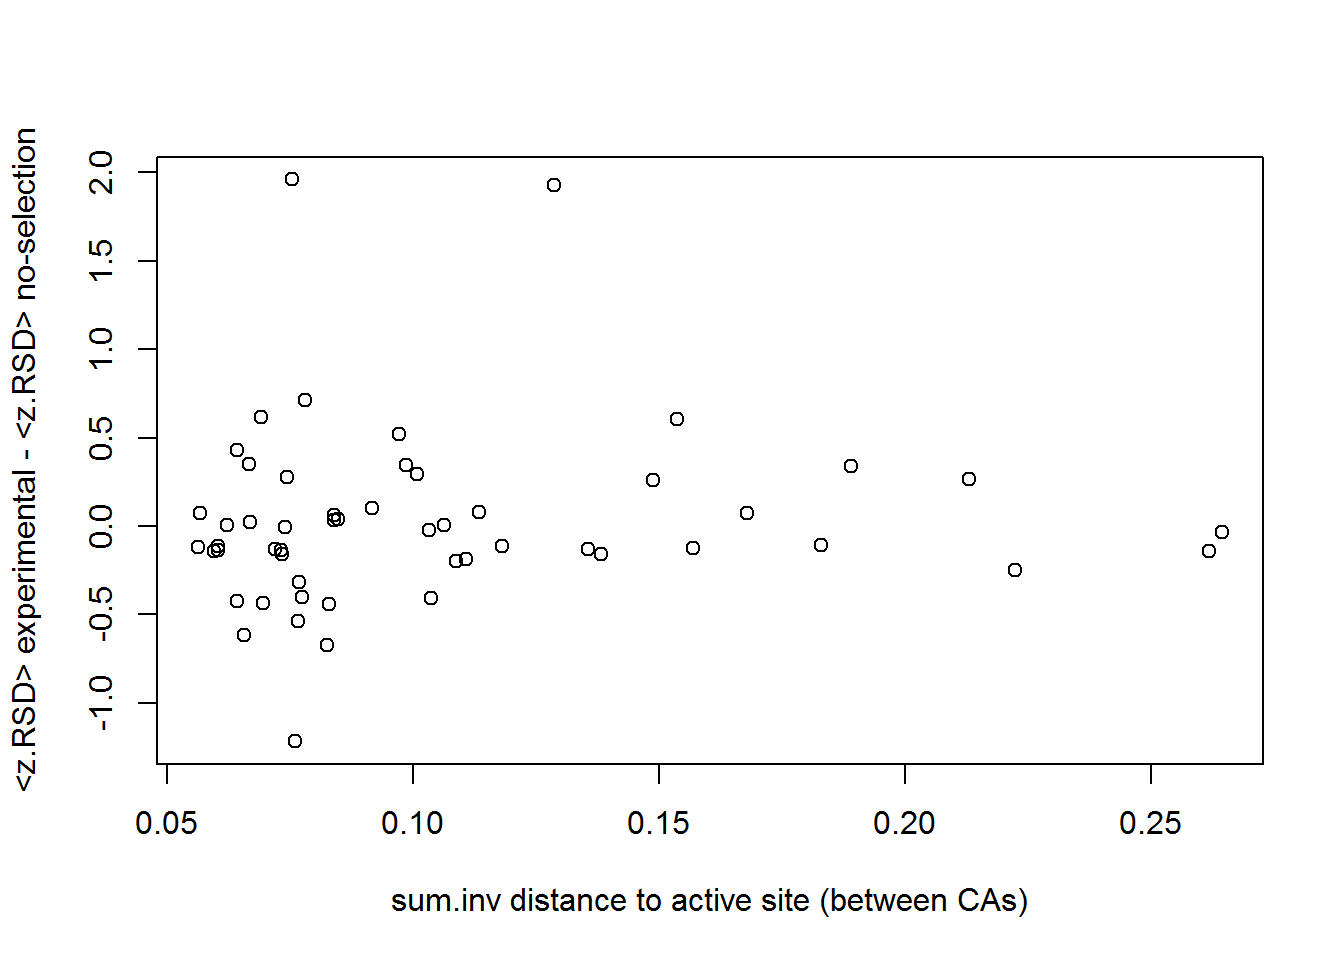 <z.RSD> experimental - <z.RSD> no-selection
2.0
1.5
1.0
0.5
0.0
-0.5
-1.0
0.05 0.10 0.15 0.20 0.25
sum.inv distance to active site (between CAs)